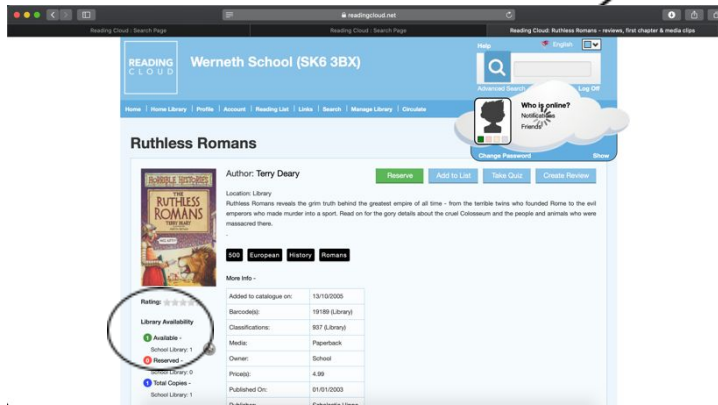 readingcloud.net
Reading Cloud : Search Page
Reading Cloud : Search Page
Reading Cloud: Ruthless Romans - reviews, first chapter & media clips
READING
CLOUD
Werneth School (SK6 3BX)
Help
English
Advanced Search
Log Off
Home | Home Library | Profile | Account | Reading List | Links | Search | Manage Library | Circulate
Who is online?
Notifications
Friends
Change Password
Show
Ruthless Romans
HORRIBLE HISTORIES
THE
RUTHLESS
ROMANS
TERRY DEARY
Author: Terry Deary
Reserve
Add to List
Take Quiz
Create Review
Location: Library
Ruthless Romans reveals the grim truth behind the greatest empire of all time - from the terrible twins who founded Rome to the evil
emperors who made murder into a sport. Read on for the gory details about the cruel Colosseum and the people and animals who were
massacred there.
.
500 European History Romans
More Info -
Added to catalogue on: 13/10/2005
Barcode(s): 19189 (Library)
Classifications: 937 (Library)
Media: Paperback
Owner: School
Price(s): 4.99
Published On: 01/01/2003
Rating:
Library Availability
1 Available -
School Library: 1
0 Reserved -
School Library: 0
1 Total Copies -
School Library: 1